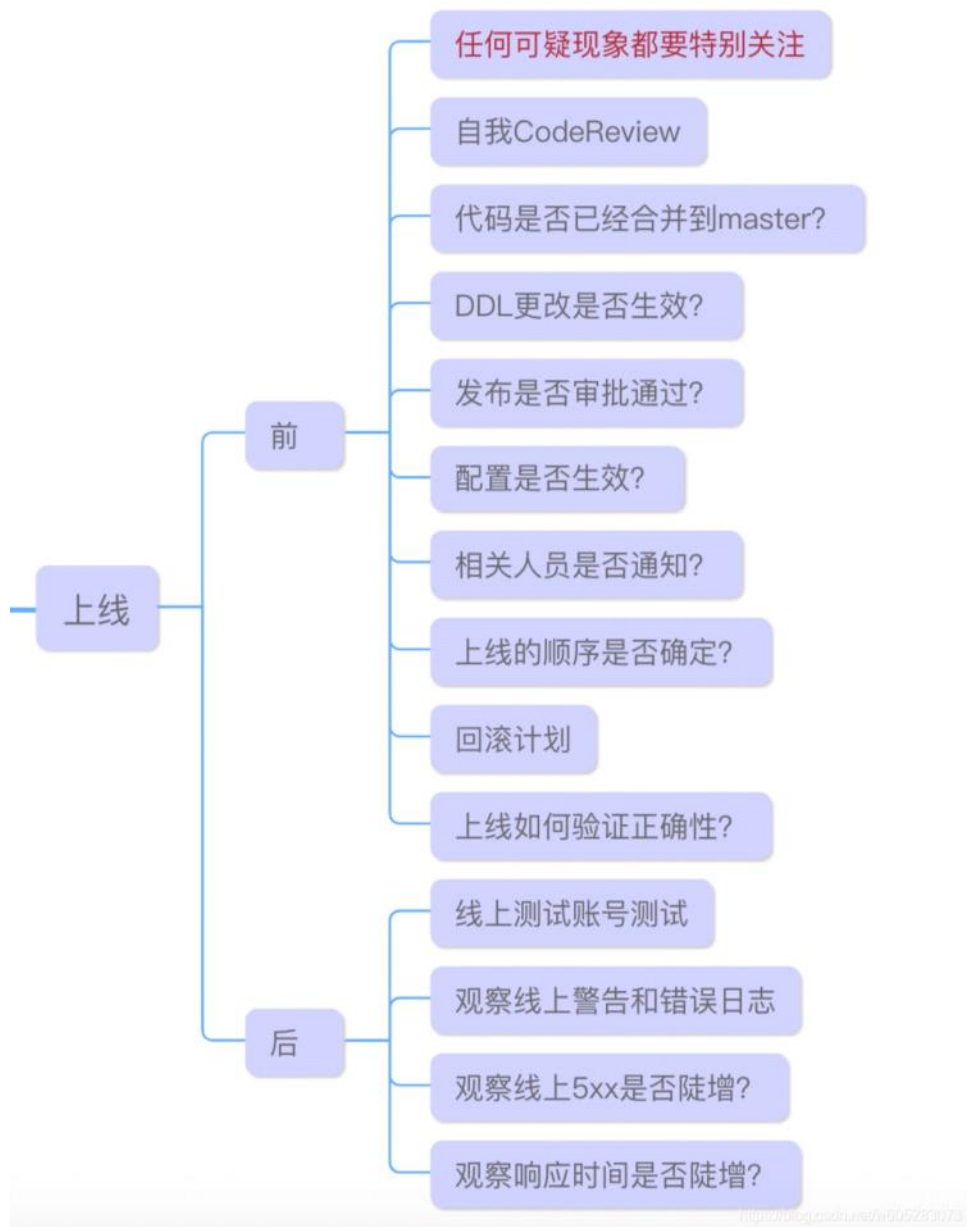 任何可疑现象都要特别关注
自我CodeReview
代码是否已经合并到master?
DDL更改是否生效?
发布是否审批通过?
前
配置是否生效?
相关人员是否通知?
上线
上线的顺序是否确定?
回滚计划
上线如何验证正确性?
线上测试账号测试
观察线上警告和错误日志
后
观察线上5xx是否陡增?
观察响应时间是否陡增?